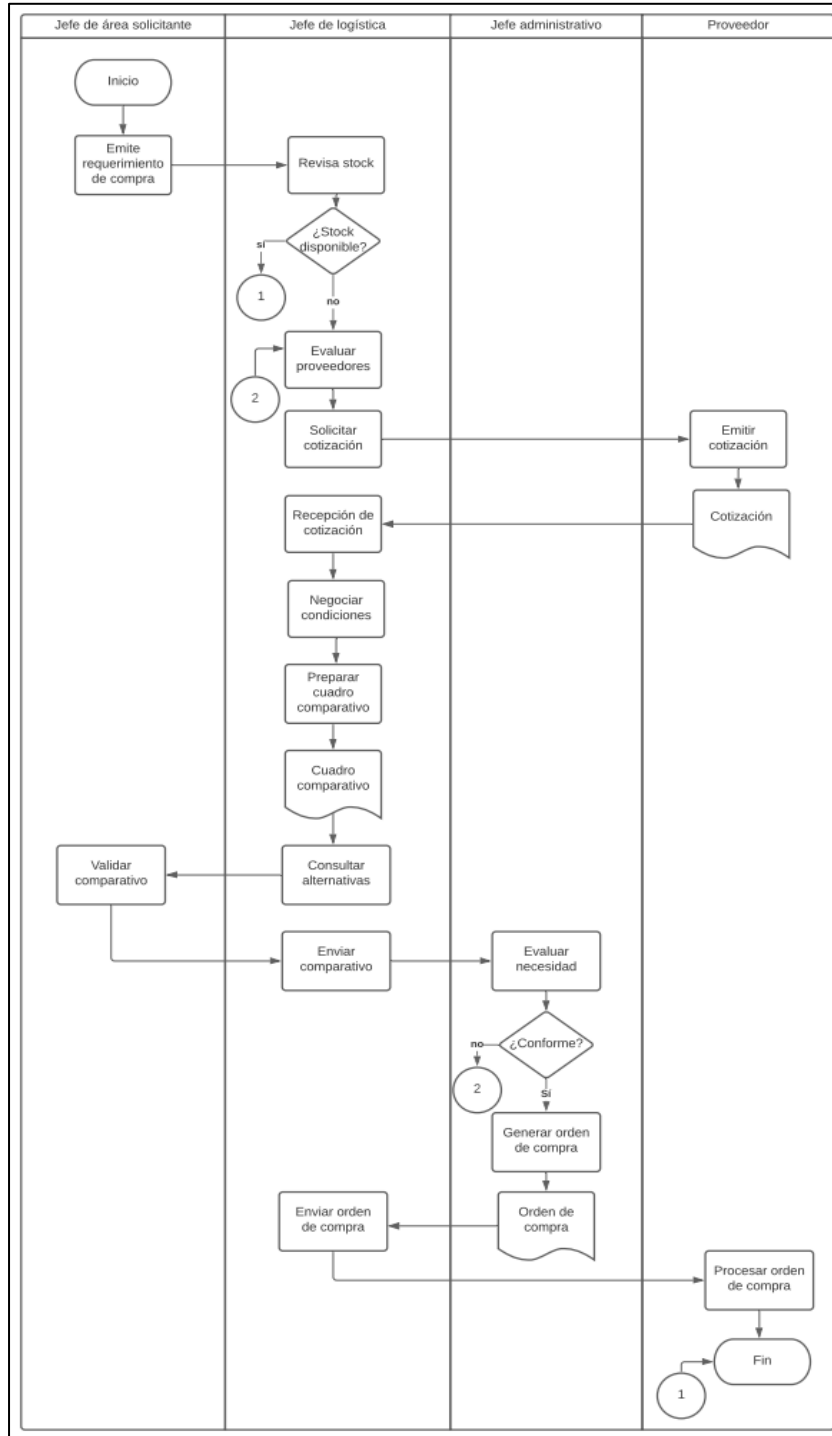 Jefe de área solicitante
Jefe de logística
Jefe administrativo
Proveedor
Inicio
Emite
requerimiento
de compra
Revisa stock
¿Stock
disponible?
sí
1
no
Evaluar
proveedores
2
Solicitar
cotización
Emitir
cotización
Cotización
Recepción de
cotización
Negociar
condiciones
Preparar
cuadro
comparativo
Cuadro
comparativo
Consultar
alternativas
Validar
comparativo
Enviar
comparativo
Evaluar
necesidad
¿Conforme?
no
2
Sí
Generar orden
de compra
Orden de
compra
Enviar orden
de compra
Procesar orden
de compra
Fin
1